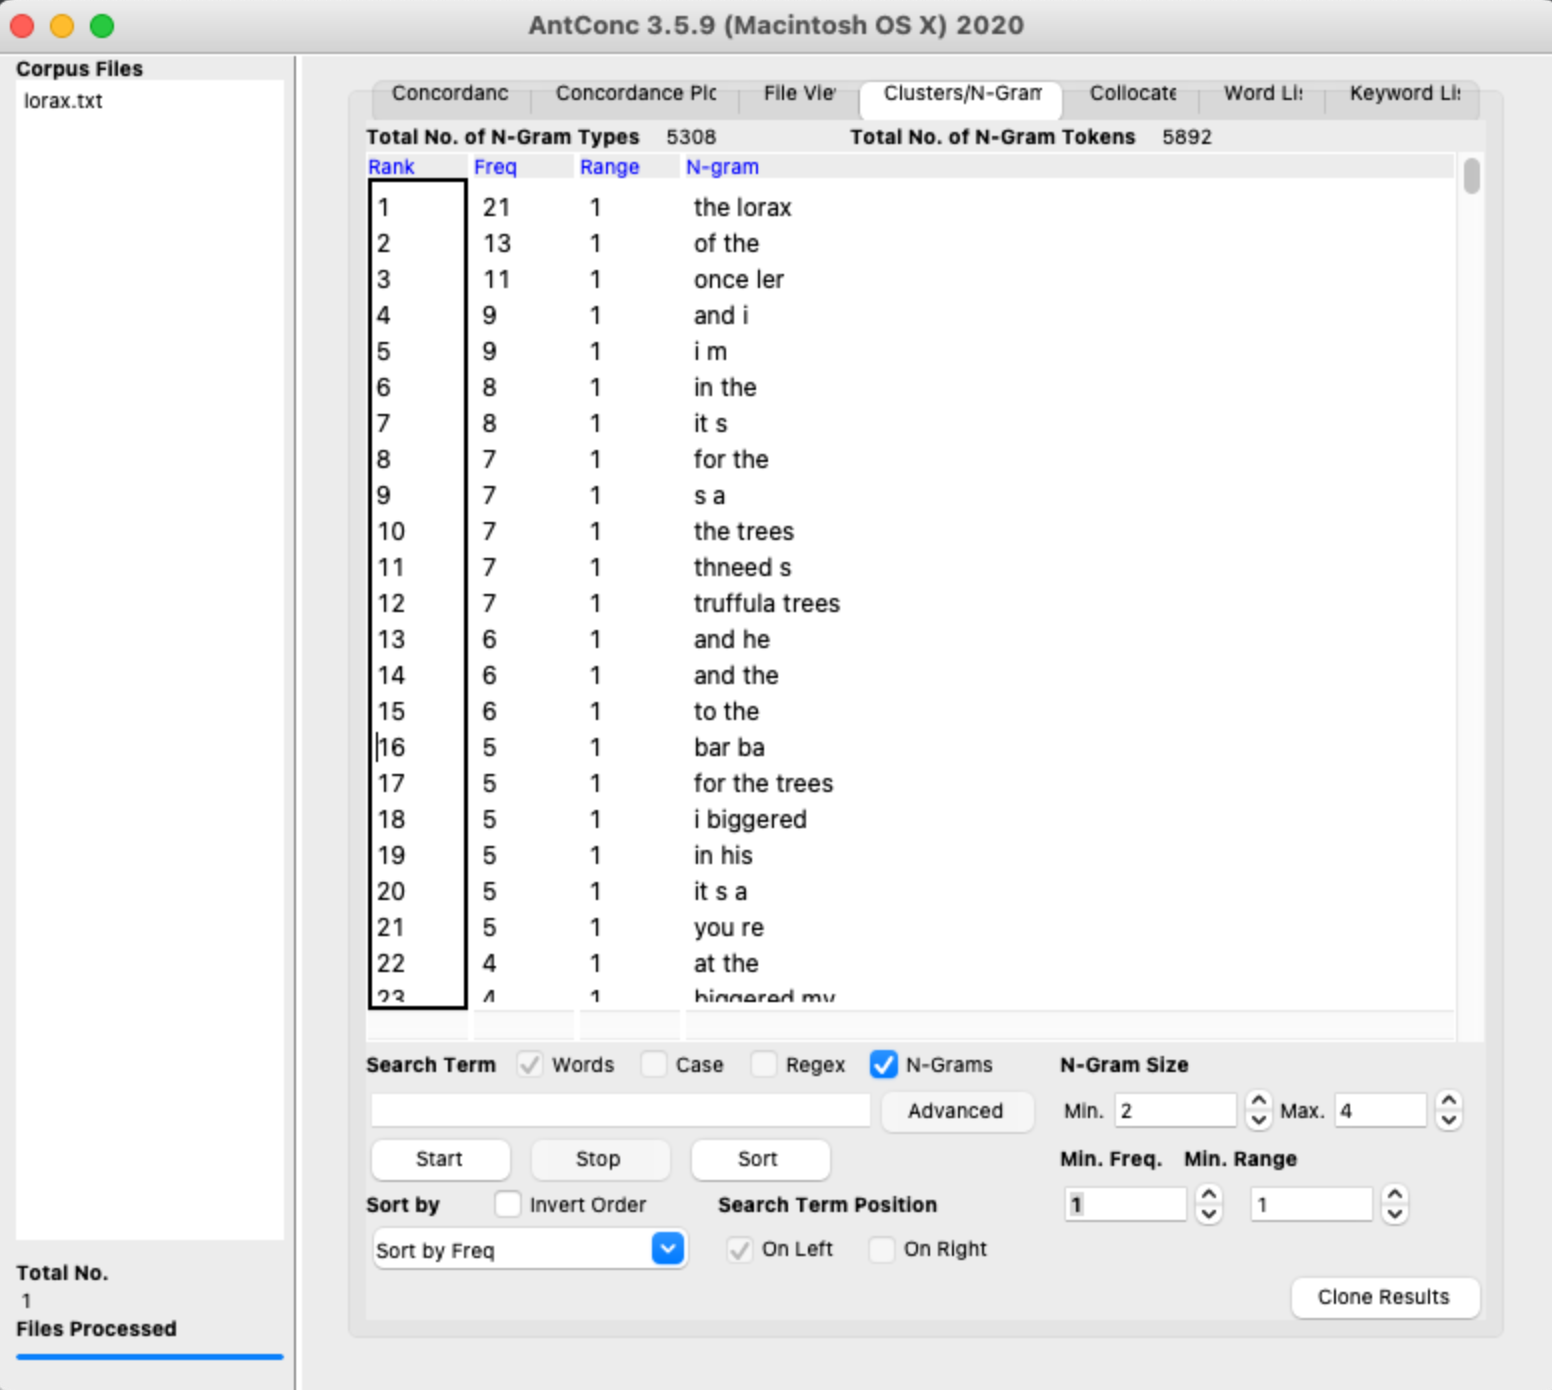 AntConc 3.5.9 (Macintosh OS X) 2020
Corpus Files
lorax.txt
Concordanc Concordance Plc File Vie Clusters/N-Gram Collocate Word Li Keyword Li
Total No. of N-Gram Types 5308 Total No. of N-Gram Tokens 5892
Rank Freq Range N-gram
1 21 1 the lorax
2 13 1 of the
3 11 1 once ler
4 9 1 and i
5 9 1 i m
6 8 1 in the
7 8 1 it s
8 7 1 for the
9 7 1 s a
10 7 1 the trees
11 7 1 thneed s
12 7 1 truffula trees
13 6 1 and he
14 6 1 and the
15 6 1 to the
16 5 1 bar ba
17 5 1 for the trees
18 5 1 i biggered
19 5 1 in his
20 5 1 it s a
21 5 1 you re
22 4 1 at the
23 4 1 biggered my
Search Term Words Case Regex N-Grams N-Gram Size
Advanced Min. 2 Max. 4
Start Stop Sort Min. Freq. Min. Range
Sort by Invert Order Search Term Position 1 1
Sort by Freq On Left On Right
Clone Results
Total No.
1
Files Processed